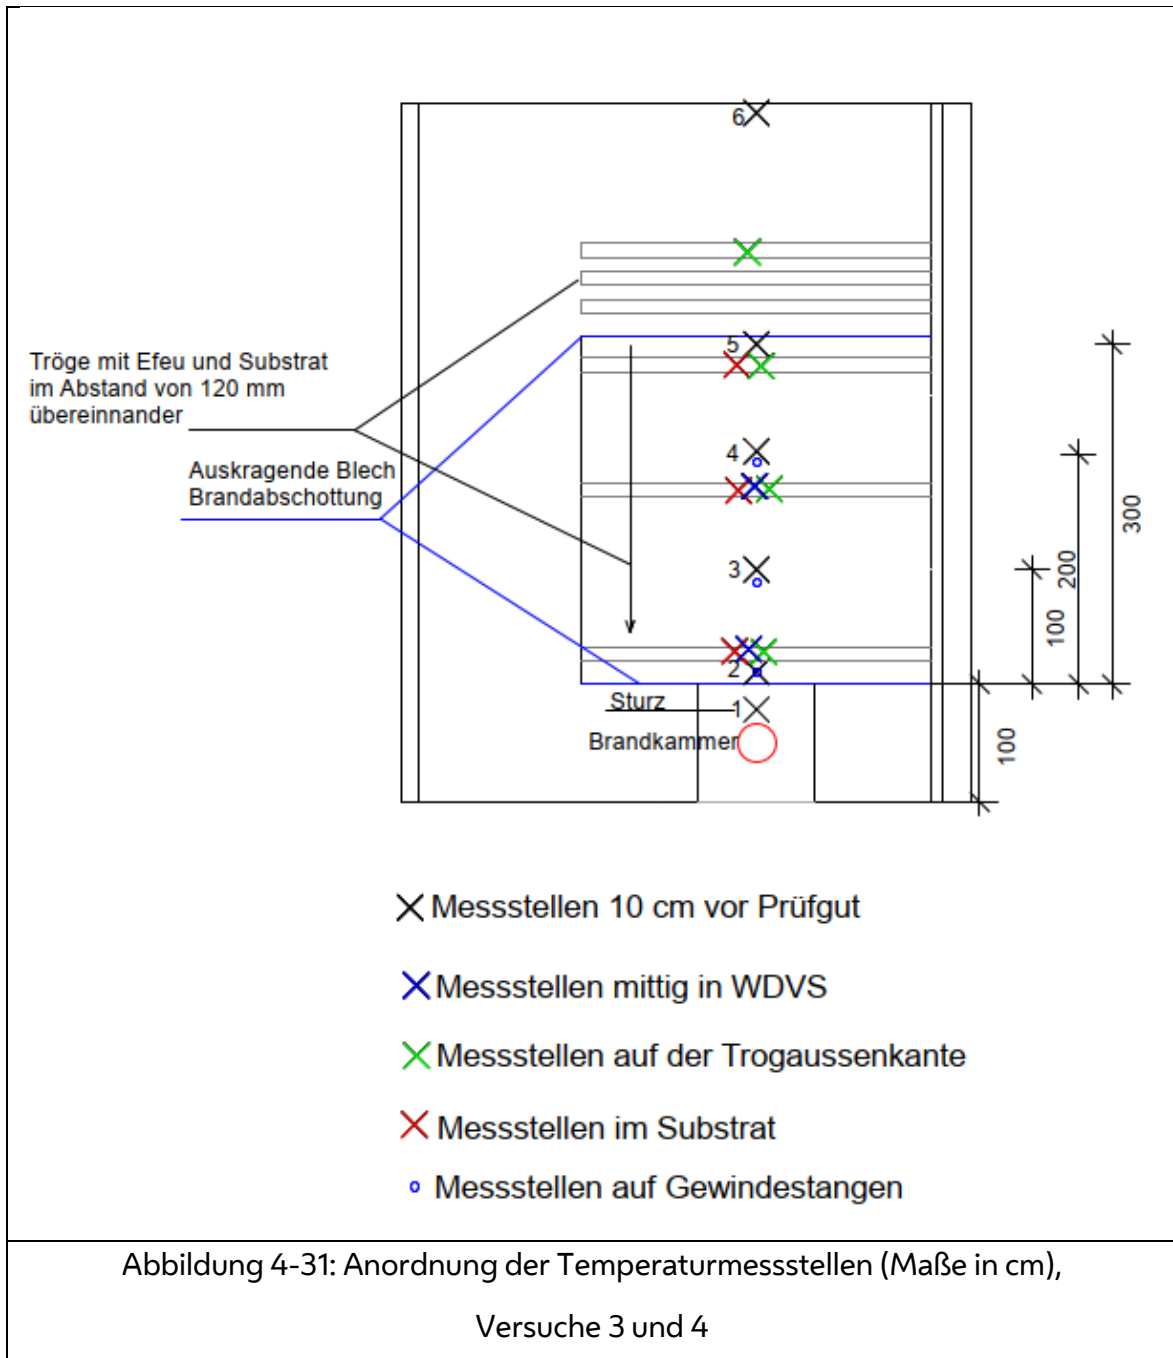 6
5
Tröge mit Efeu und Substrat
im Abstand von 120 mm
übereinnander
4
Auskragende Blech
Brandabschottung
300
3
200
100
2
Sturz
1
Brandkammer
100
Messstellen 10 cm vor Prüfgut
Messstellen mittig in WDVS
Messstellen auf der Trogaussenkante
Messstellen im Substrat
Messstellen auf Gewindestangen
Abbildung 4-31: Anordnung der Temperaturmessstellen (Maße in cm),
Versuche 3 und 4